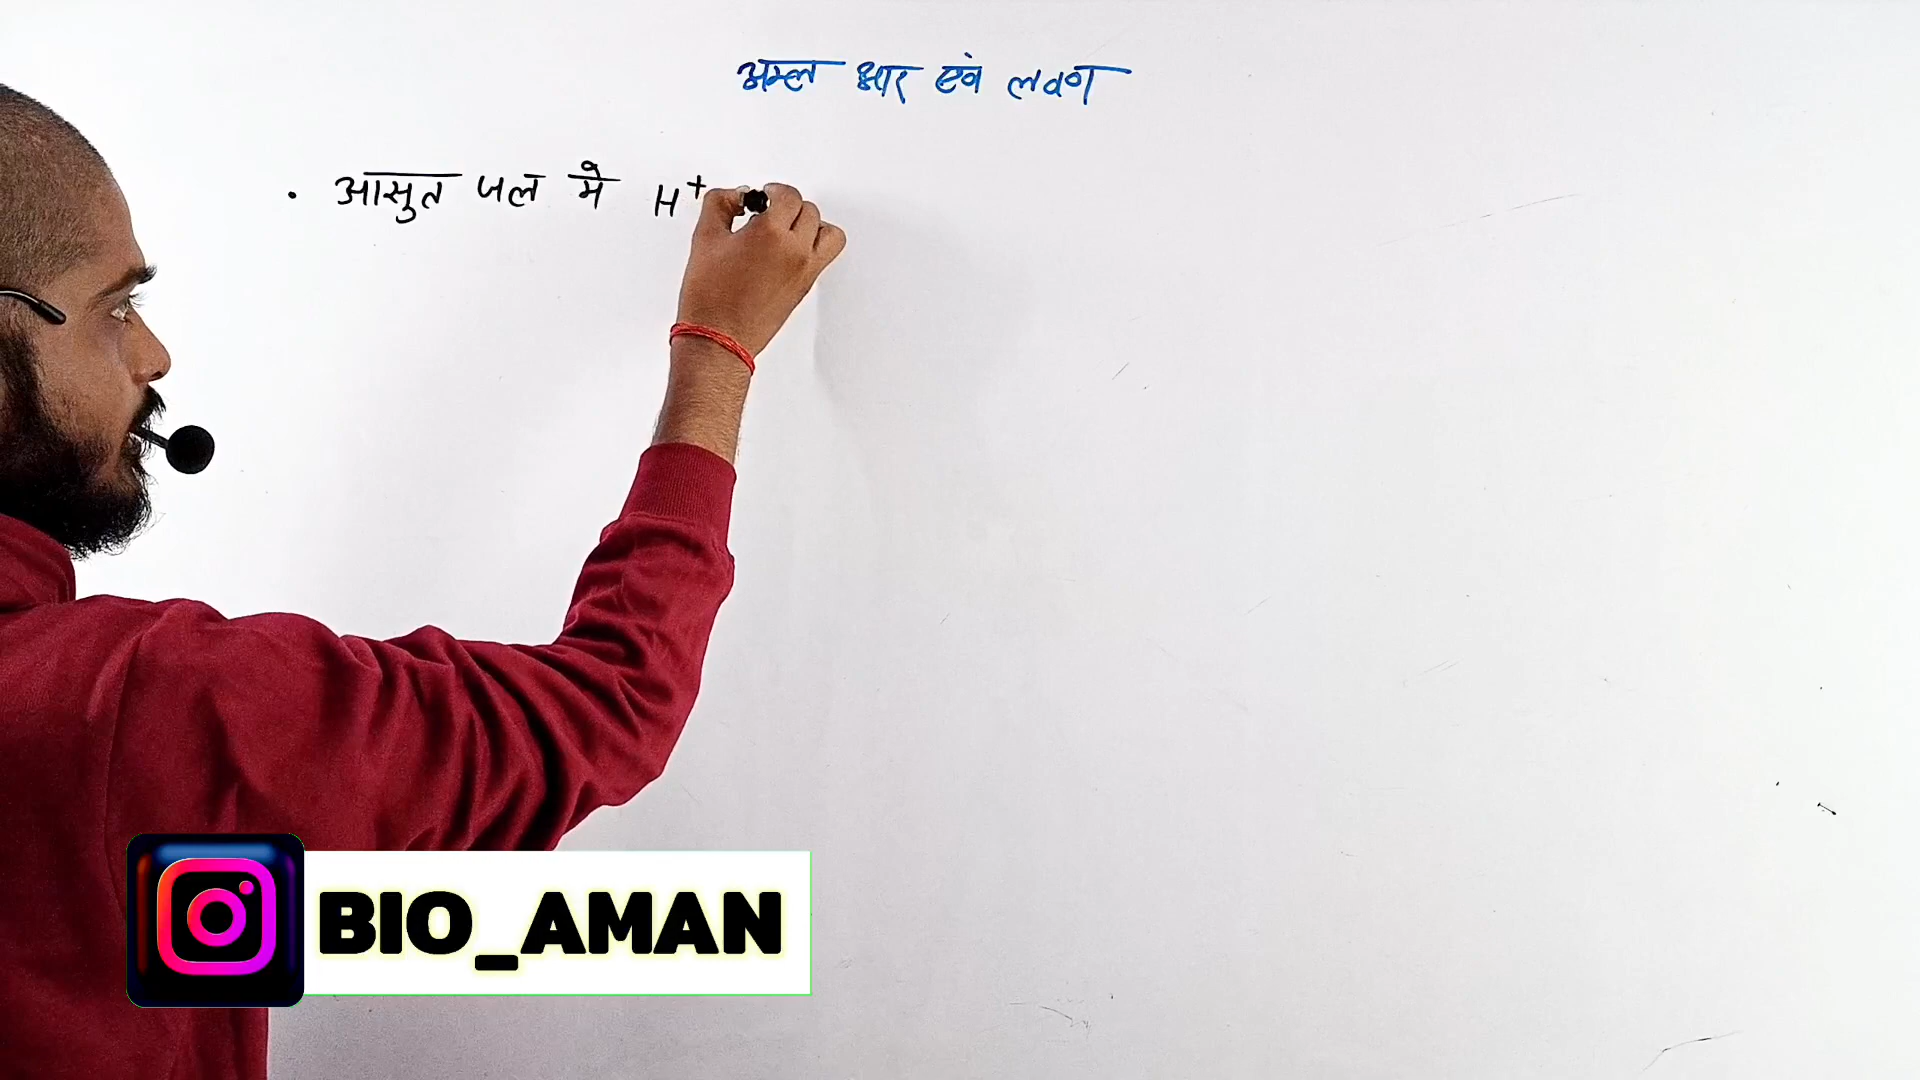 अम्ल क्षार एवं लवण
• आसुत जल मे H⁺
BIO_AMAN